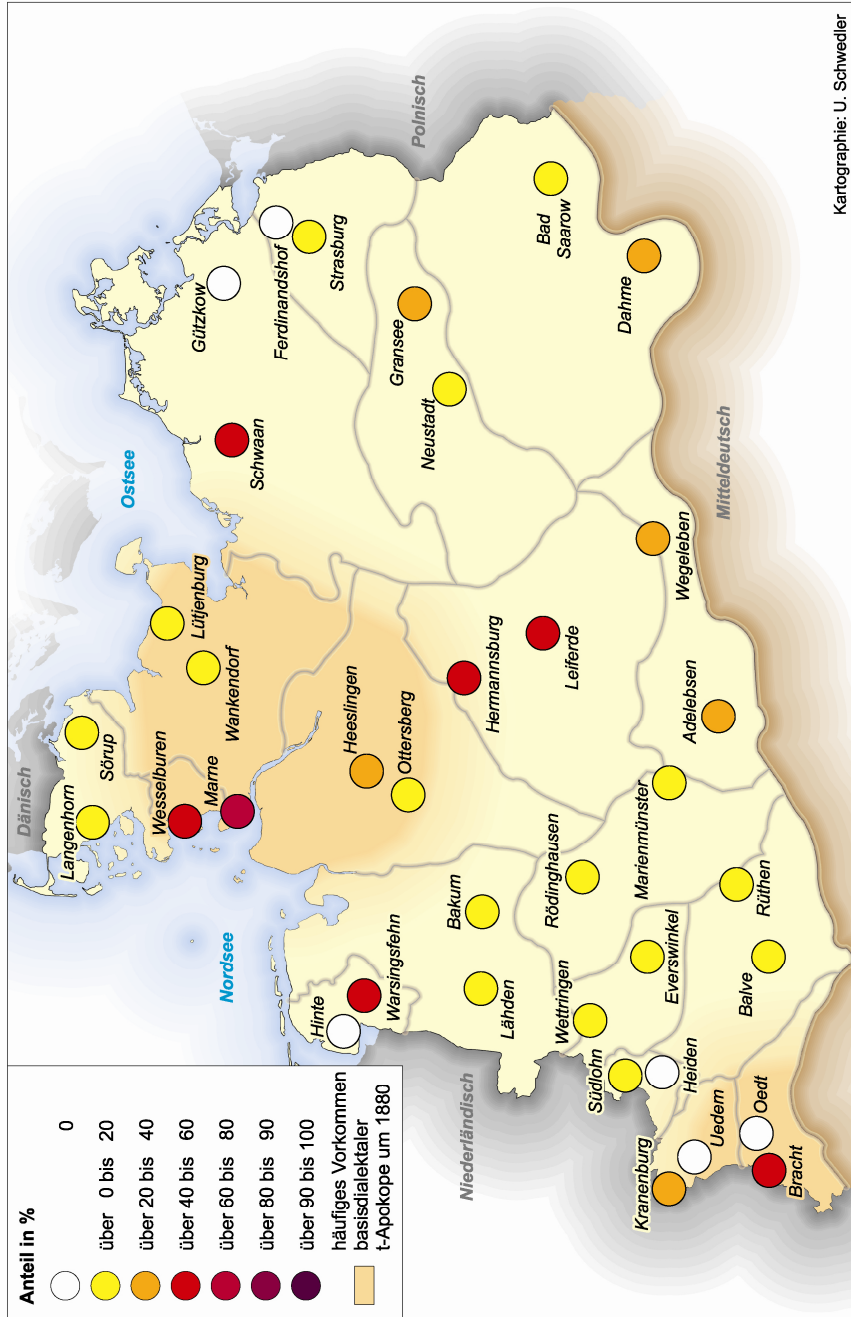 Anteil in %
0
über 0 bis 20
über 20 bis 40
über 40 bis 60
über 60 bis 80
über 80 bis 90
über 90 bis 100
häufiges Vorkommen
basisdialektaler
t-Apokope um 1880
Dänisch
Nordsee
Ostsee
Polnisch
Niederländisch
Mitteldeutsch
Langenhorn
Sörup
Wesselburen
Marne
Lütjenburg
Wankendorf
Schwaan
Gützkow
Ferdinandshof
Strasburg
Hinte
Warsingsfehn
Heeslingen
Ottersberg
Gransee
Neustadt
Bad
Saarow
Dahme
Lähden
Bakum
Hermannsburg
Leiferde
Wettringen
Rödinghausen
Südlohn
Heiden
Everswinkel
Marienmünster
Adelebsen
Wegeleben
Kranenburg
Uedem
Oedt
Bracht
Balve
Rüthen
Kartographie: U. Schwedler